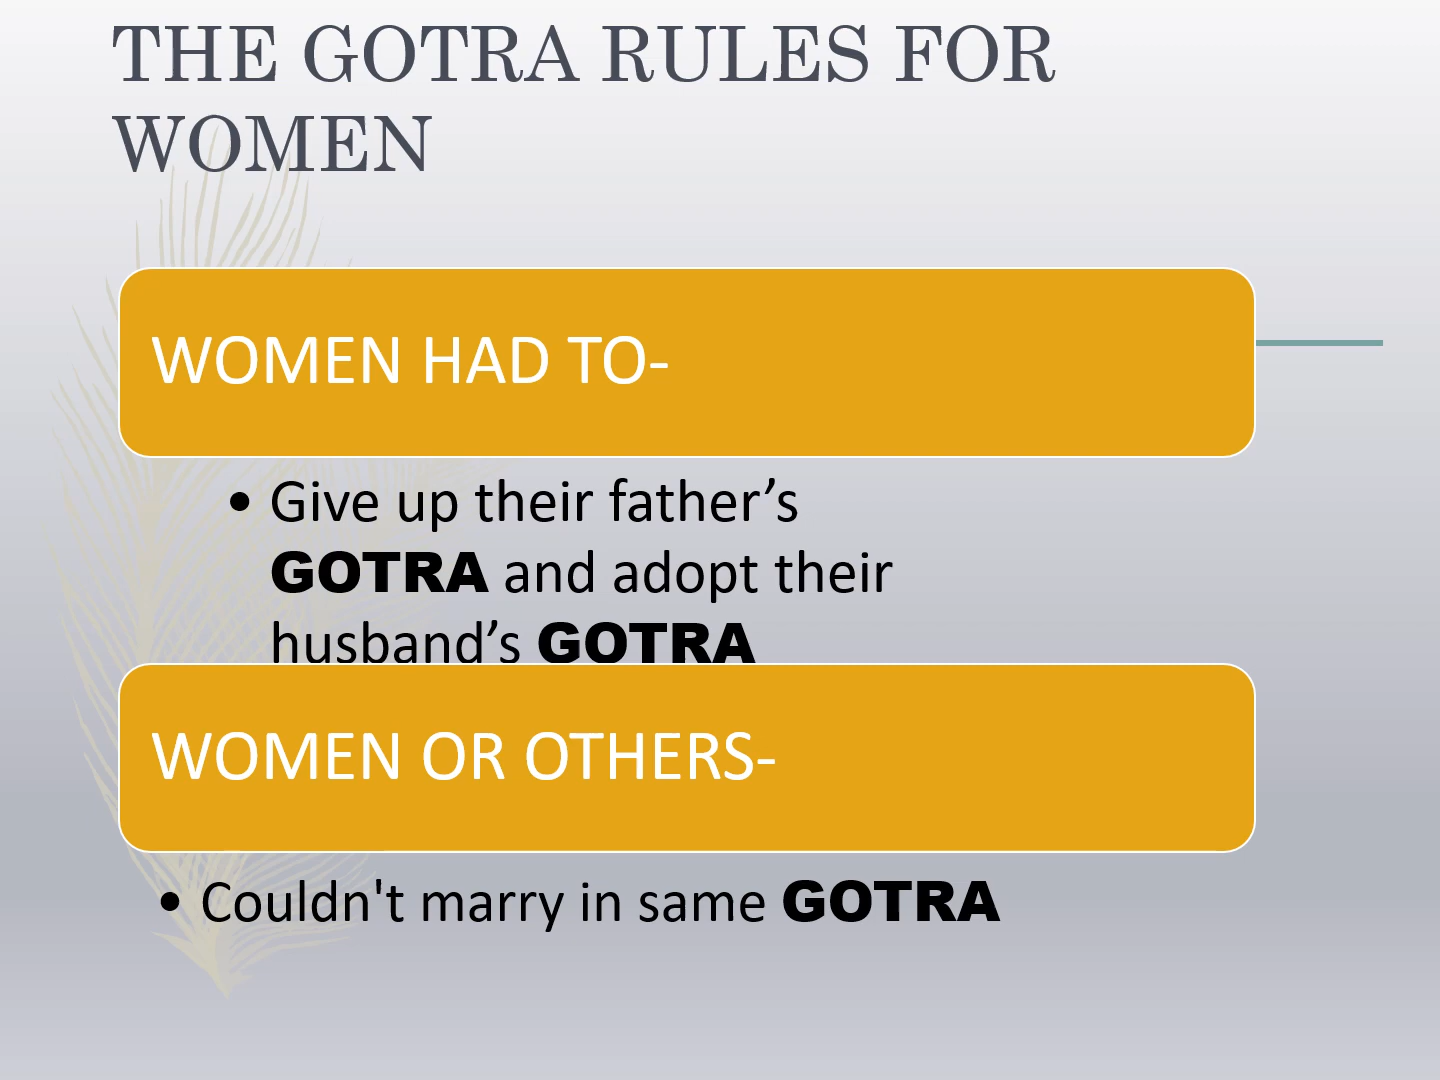 THE GOTRA RULES FOR
WOMEN
WOMEN HAD TO-
• Give up their father’s
GOTRA and adopt their
husband’s GOTRA
WOMEN OR OTHERS-
• Couldn't marry in same GOTRA